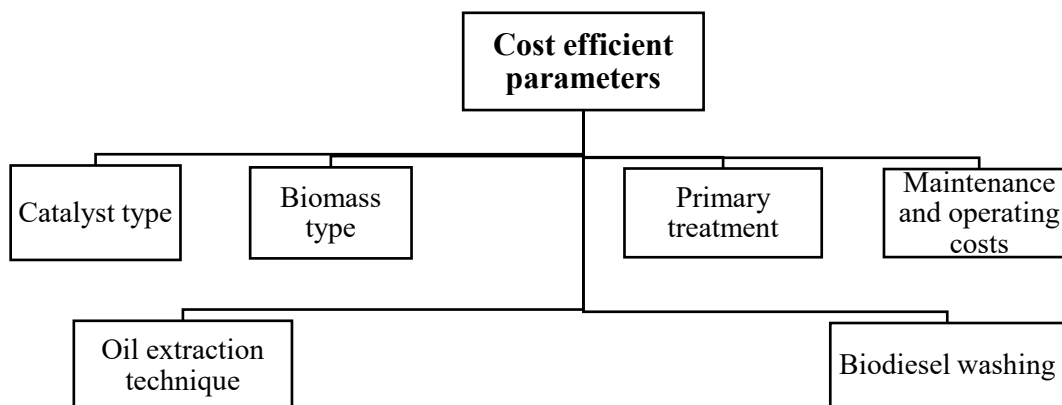 Cost efficient
parameters
Catalyst type
Biomass
type
Primary
treatment
Maintenance
and operating
costs
Oil extraction
technique
Biodiesel washing